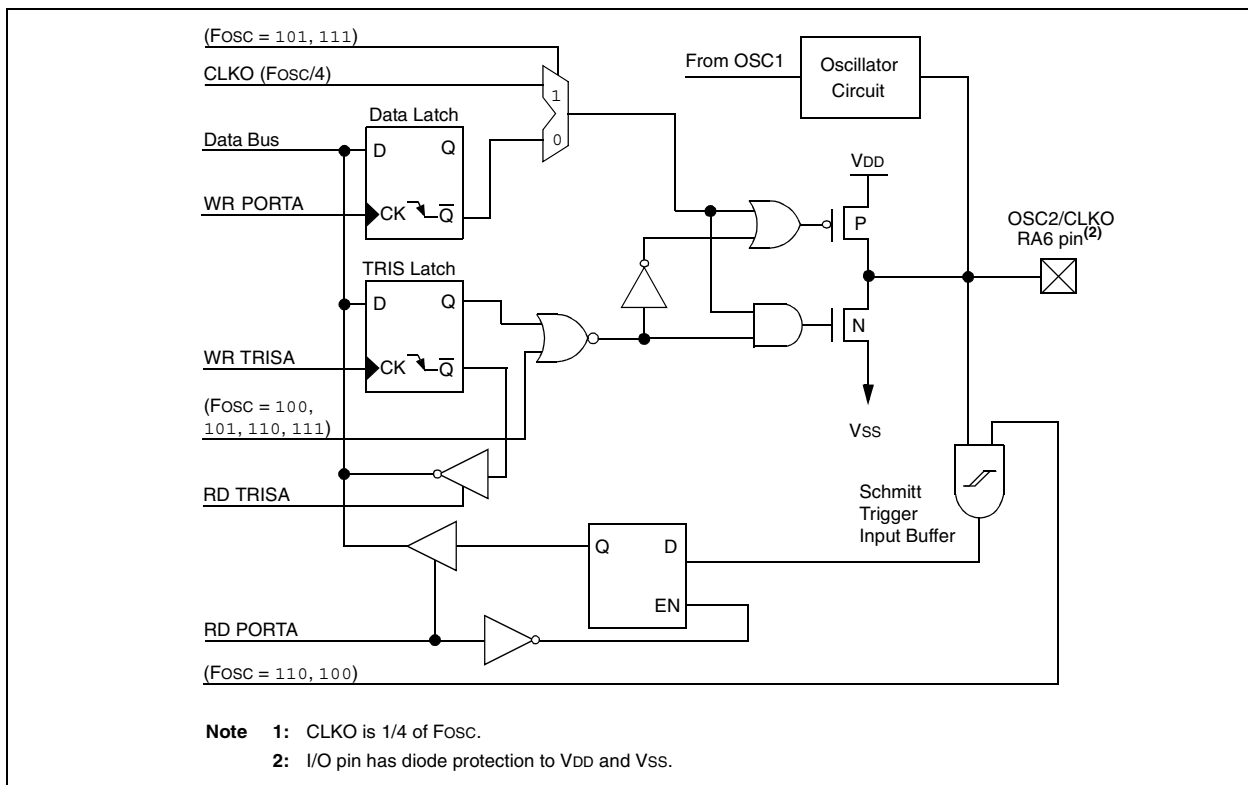 (FOSC = 101, 111)
CLKO (FOSC/4)
From OSC1
Oscillator
Circuit
1
0
Data Latch
Data Bus
D
Q
WR PORTA
CK
Q̅
VDD
P
OSC2/CLKO
RA6 pin(2)
TRIS Latch
D
Q
N
WR TRISA
CK
Q̅
(FOSC = 100,
101, 110, 111)
VSS
RD TRISA
Schmitt
Trigger
Input Buffer
Q
D
EN
RD PORTA
(FOSC = 110, 100)
Note 1: CLKO is 1/4 of FOSC.
2: I/O pin has diode protection to VDD and VSS.